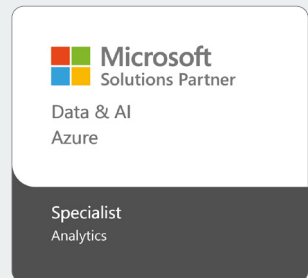 Microsoft
Solutions Partner
Data & AI
Azure
Specialist
Analytics